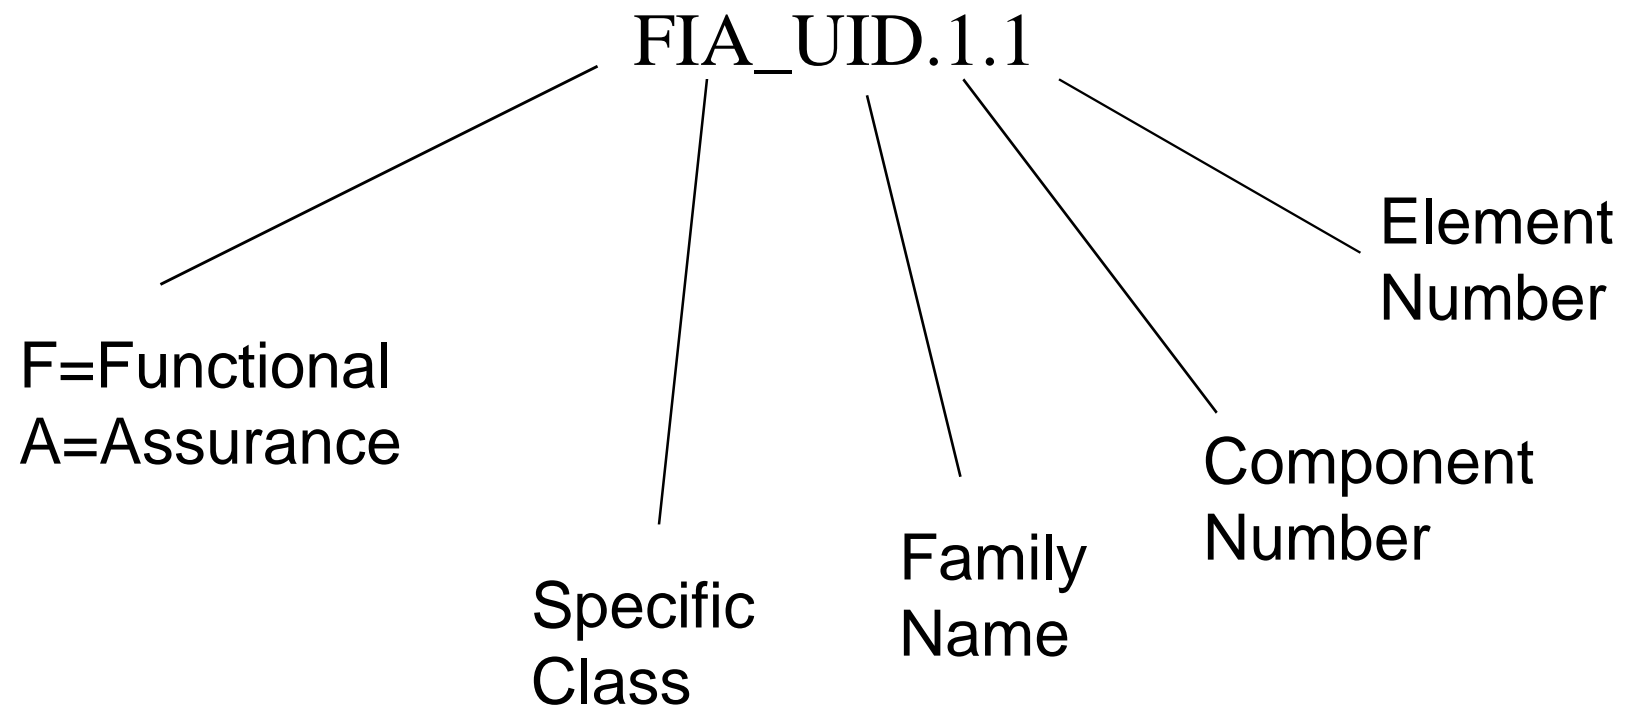 FIA_UID.1.1
F=Functional
A=Assurance
Specific
Class
Family
Name
Component
Number
Element
Number